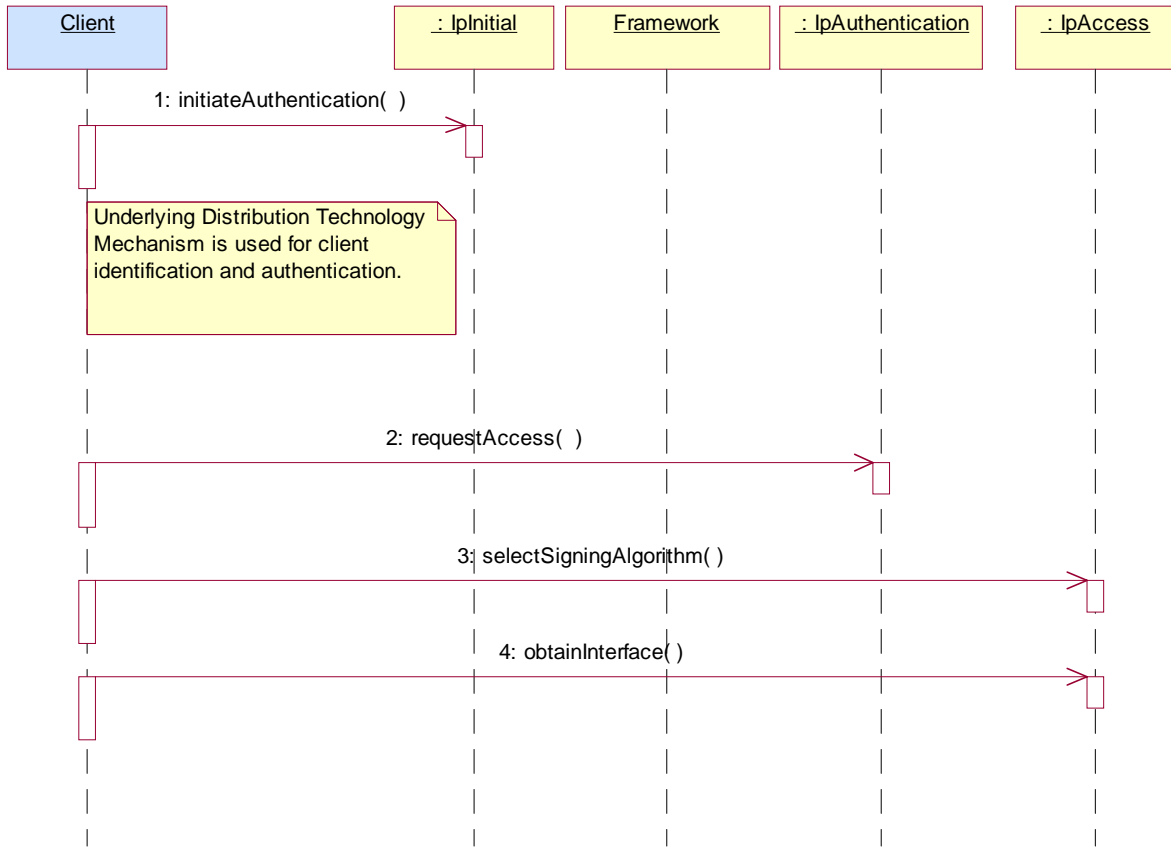 Client
: IpInitial
Framework
: IpAuthentication
: IpAccess
1: initiateAuthentication(  )
Underlying Distribution Technology
Mechanism is used for client
identification and authentication.
2: requestAccess(  )
3: selectSigningAlgorithm( )
4: obtainInterface( )